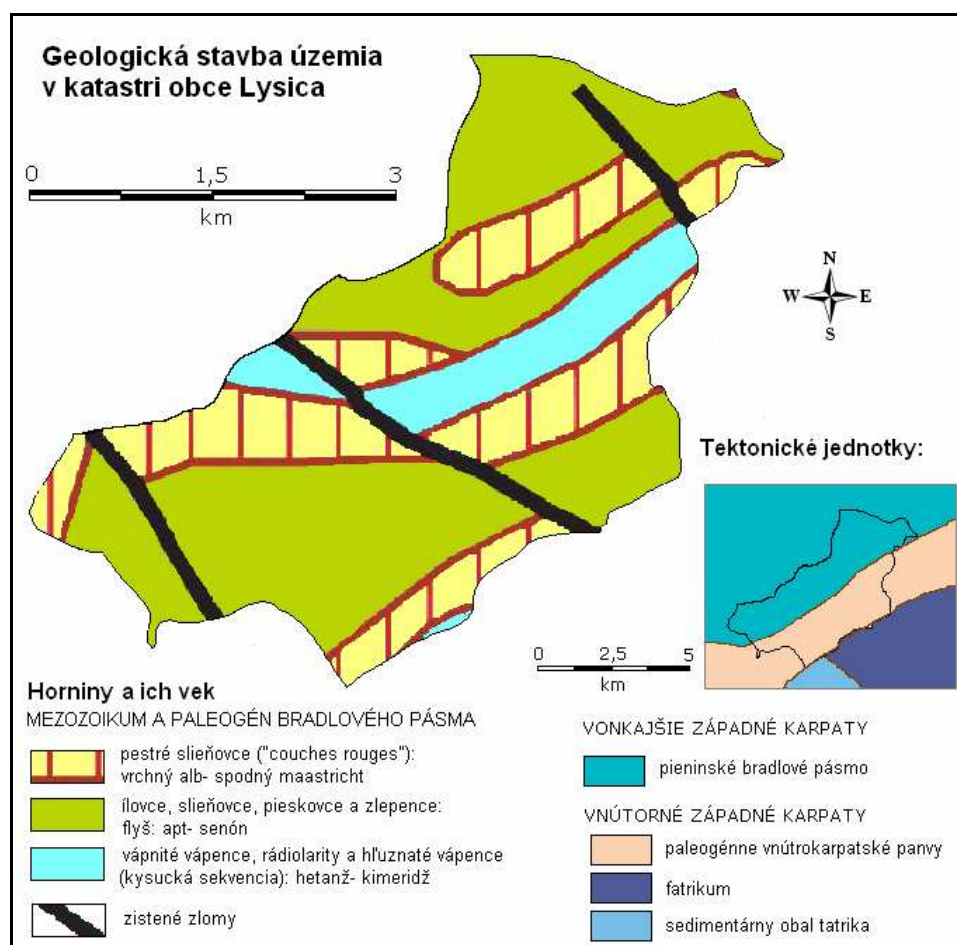 Geologická stavba územia
v katastri obce Lysica
0 1,5 3
km
N
W E
S
Tektonické jednotky:
0 2,5 5
km
Horniny a ich vek
MEZOZOIKUM A PALEOGÉN BRADLOVÉHO PÁSMA
pestré slieňovce ("couches rouges"):
vrchný alb- spodný maastricht
ílovce, slieňovce, pieskovce a zlepence:
flyš: apt- senón
vápnité vápence, rádiolarity a hľuznaté vápence
(kysucká sekvencia): hetanž- kimeridž
zistené zlomy
VONKAJŠIE ZÁPADNÉ KARPATY
pieninské bradlové pásmo
VNÚTORNÉ ZÁPADNÉ KARPATY
paleogénne vnútrokarpatské panvy
fatrikum
sedimentárny obal tatrika